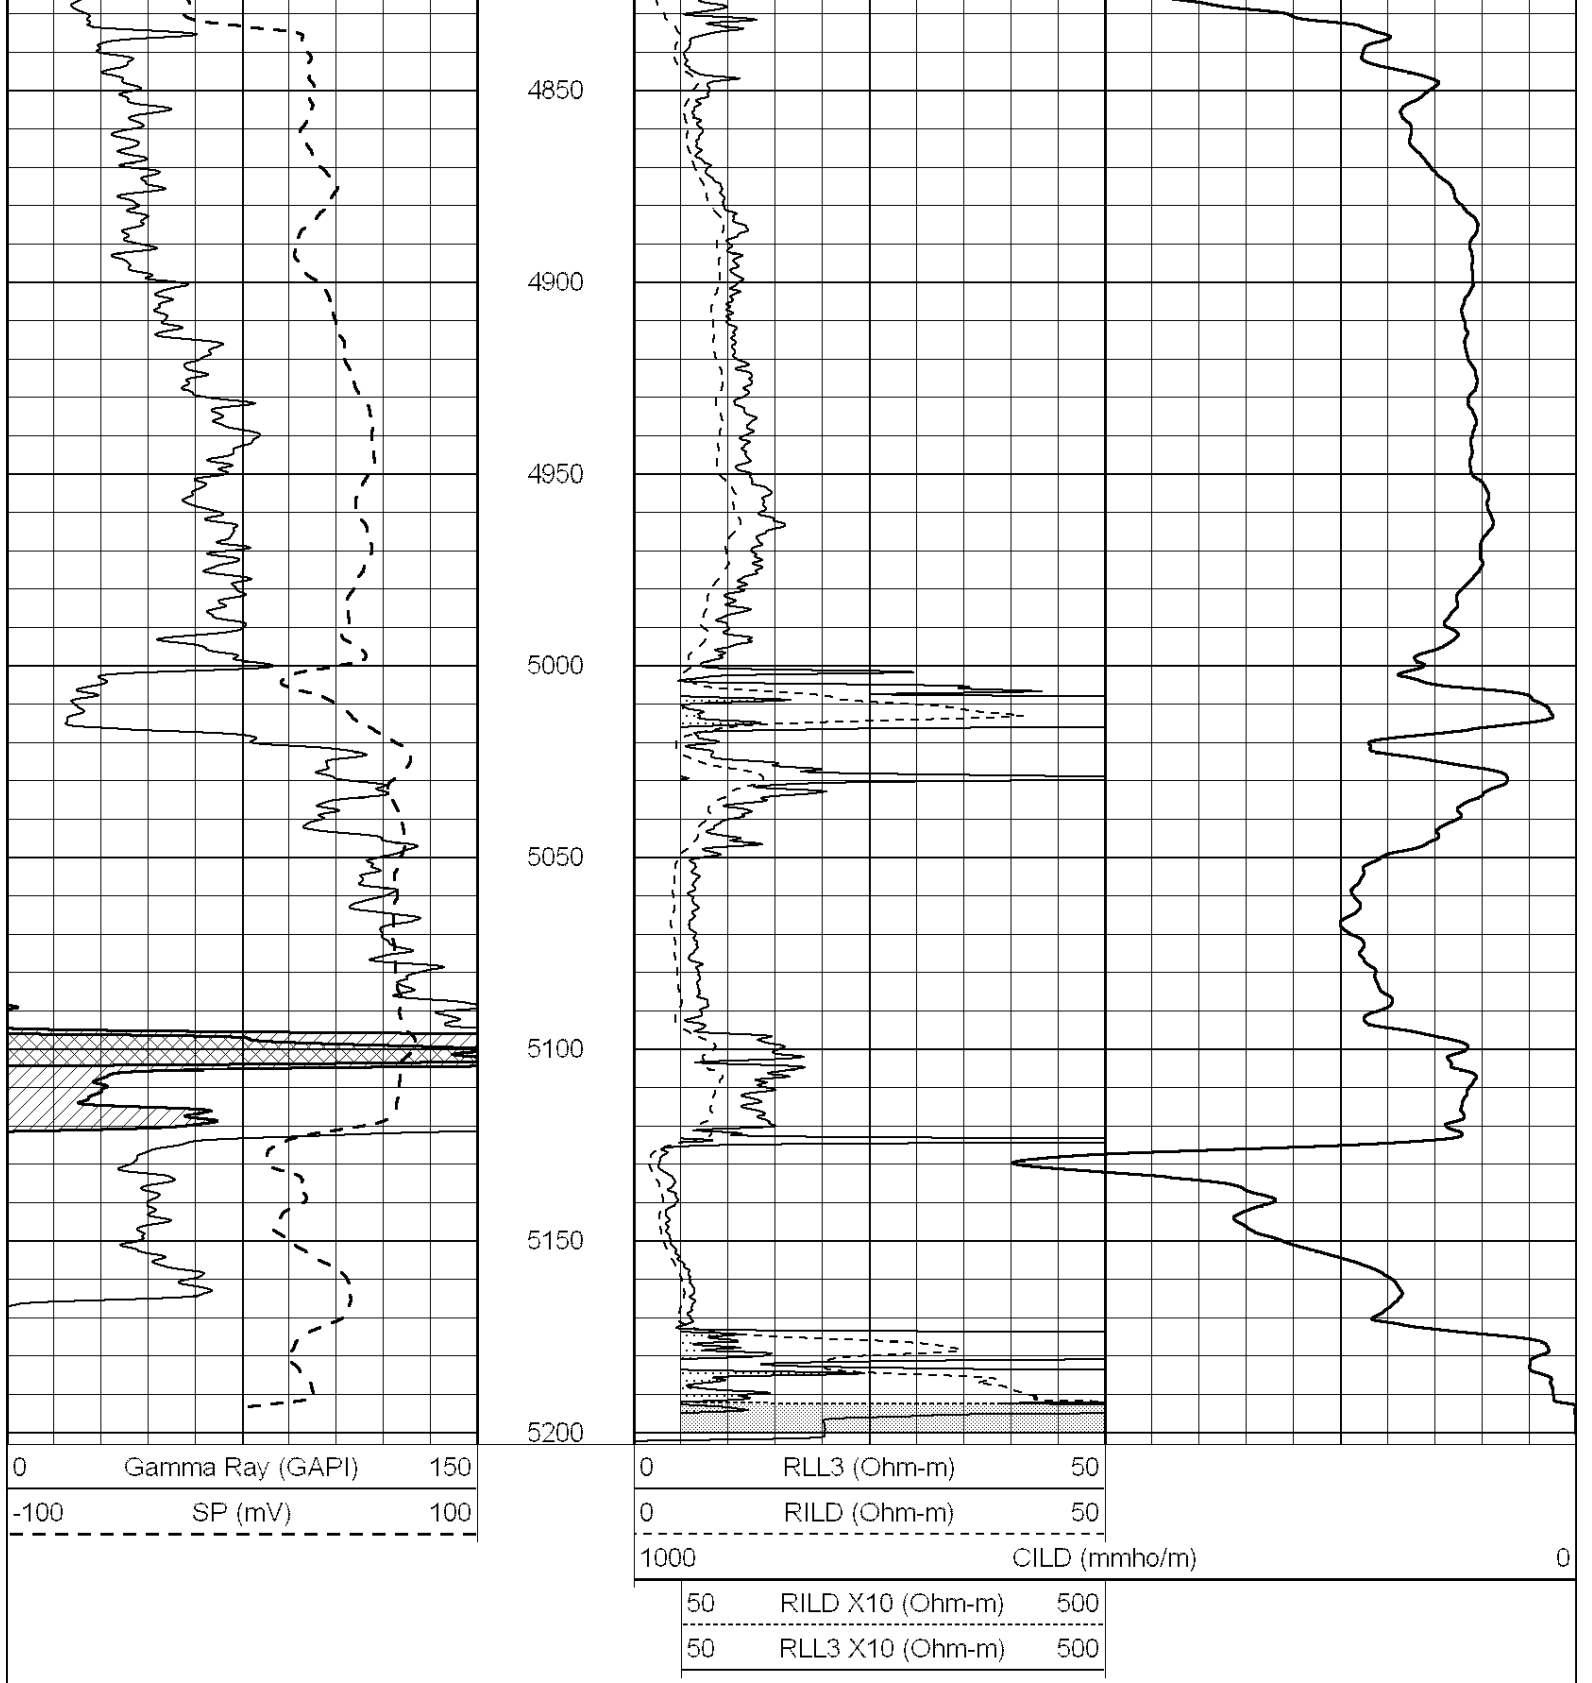 4850
4900
4950
5000
5050
5100
5150
5200
0 Gamma Ray (GAPI) 150
-100 SP (mV) 100
0 RLL3 (Ohm-m) 50
0 RILD (Ohm-m) 50
1000 CILD (mmho/m) 0
50 RILD X10 (Ohm-m) 500
50 RLL3 X10 (Ohm-m) 500